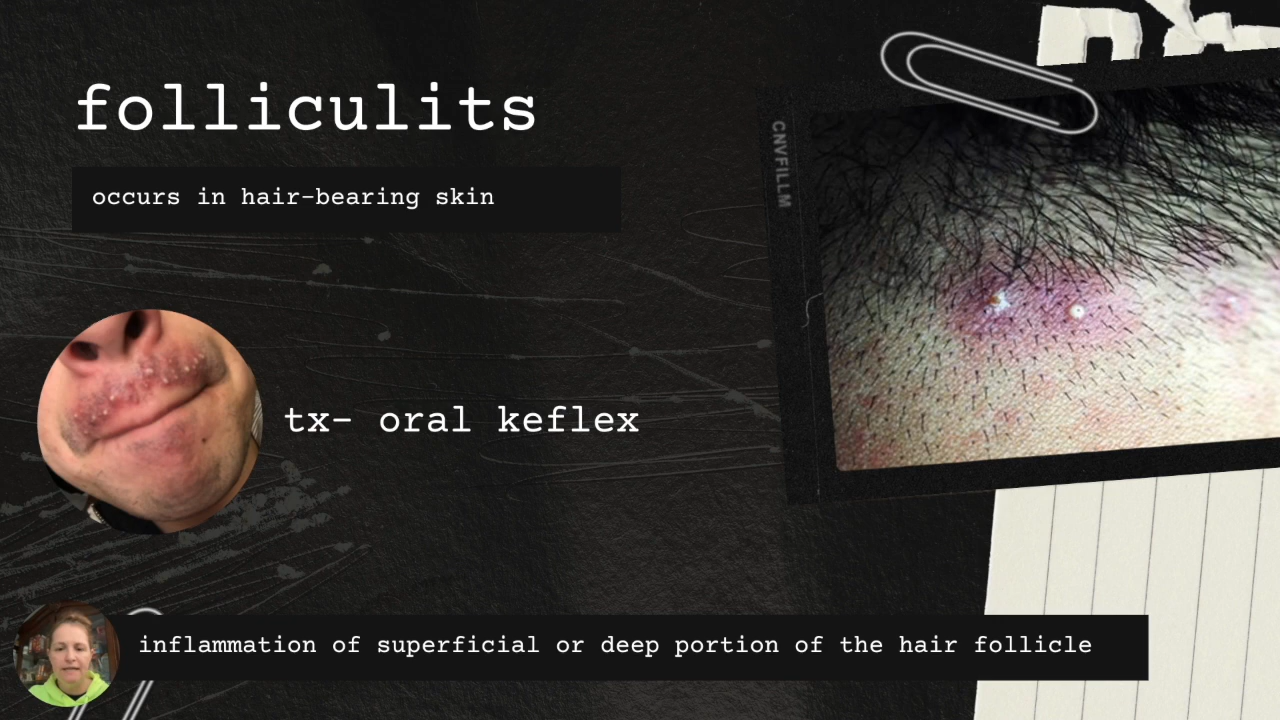 folliculits
occurs in hair-bearing skin
CNVFILLM
tx- oral keflex
inflammation of superficial or deep portion of the hair follicle